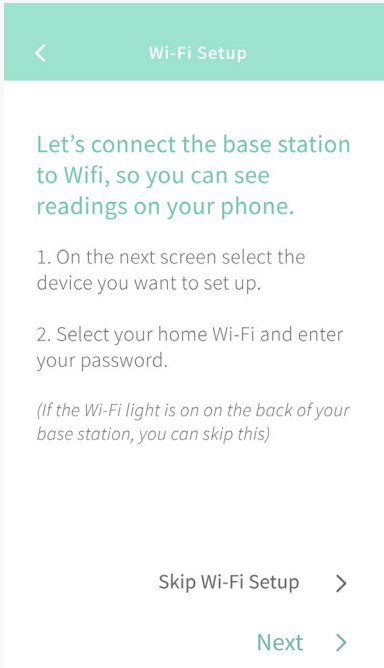 Wi-Fi Setup
Let's connect the base station
to Wifi, so you can see
readings on your phone.
1. On the next screen select the
device you want to set up.
2. Select your home Wi-Fi and enter
your password.
(If the Wi-Fi light is on on the back of your
base station, you can skip this)
Skip Wi-Fi Setup
Next